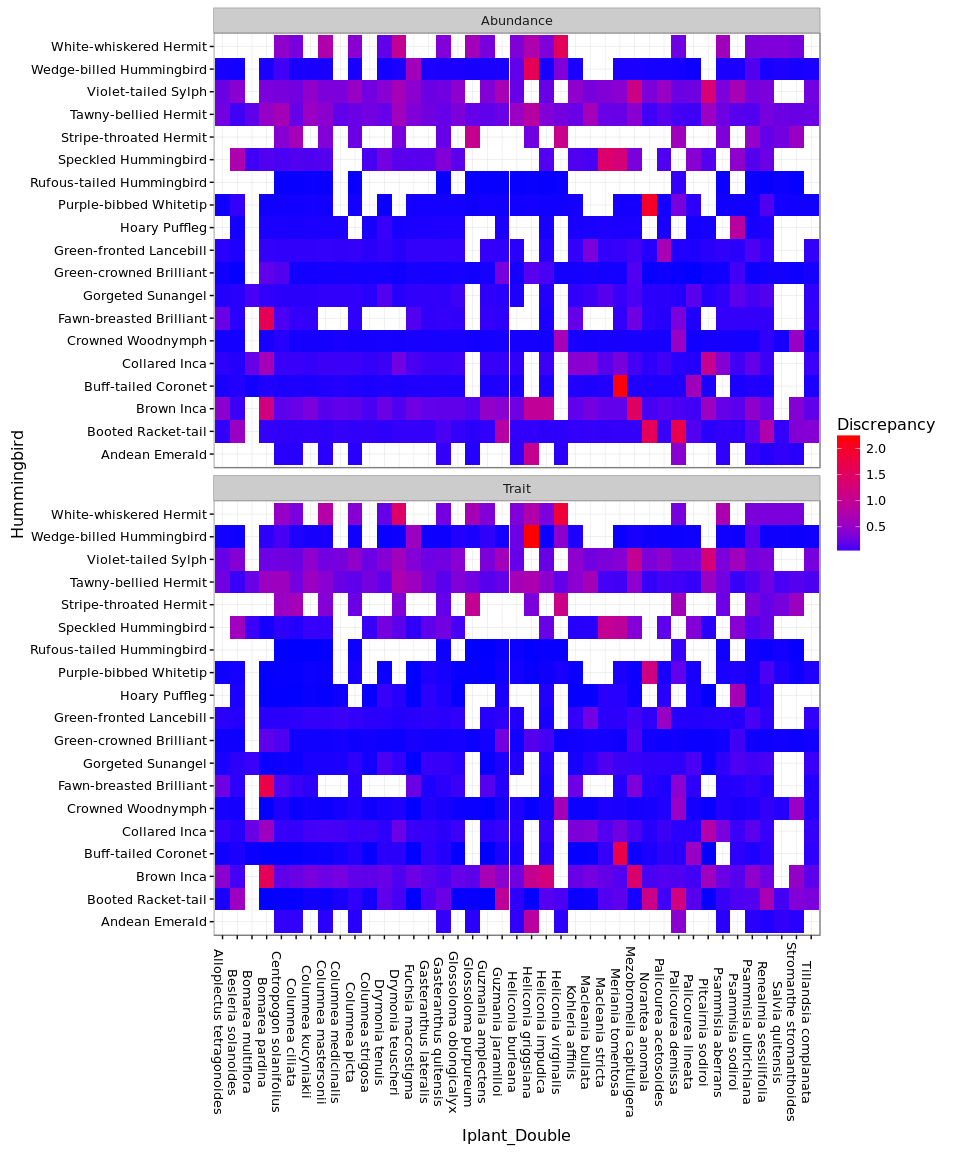 Abundance
White-whiskered Hermit
Wedge-billed Hummingbird
Violet-tailed Sylph
Tawny-bellied Hermit
Stripe-throated Hermit
Speckled Hummingbird
Rufous-tailed Hummingbird
Purple-bibbed Whitetip
Hoary Puffleg
Green-fronted Lancebill
Green-crowned Brilliant
Gorgeted Sunangel
Fawn-breasted Brilliant
Crowned Woodnymph
Collared Inca
Buff-tailed Coronet
Brown Inca
Booted Racket-tail
Andean Emerald
Hummingbird
Discrepancy
2.0
1.5
1.0
0.5
Trait
White-whiskered Hermit
Wedge-billed Hummingbird
Violet-tailed Sylph
Tawny-bellied Hermit
Stripe-throated Hermit
Speckled Hummingbird
Rufous-tailed Hummingbird
Purple-bibbed Whitetip
Hoary Puffleg
Green-fronted Lancebill
Green-crowned Brilliant
Gorgeted Sunangel
Fawn-breasted Brilliant
Crowned Woodnymph
Collared Inca
Buff-tailed Coronet
Brown Inca
Booted Racket-tail
Andean Emerald
Alloplectus tetragonoides
Besleria solanoides
Bomarea multiflora
Bomarea pardina
Centropogon solanifolius
Columnea ciliata
Columnea kucyniakii
Columnea mastersonii
Columnea medicinalis
Columnea picta
Columnea strigosa
Drymonia tenuis
Drymonia teuscheri
Fuchsia macrostigma
Gasteranthus lateralis
Gasteranthus quitensis
Glossoloma oblongicalyx
Glossoloma purpureum
Guzmania amplectens
Guzmania jaramilloi
Heliconia burleana
Heliconia griggsiana
Heliconia impudica
Heliconia virginalis
Kohleria affinis
Macleania bullata
Macleania stricta
Meriania tomentosa
Mezobromelia capituligera
Norantea anomala
Palicourea acetosoides
Palicourea demissa
Palicourea lineata
Pitcairnia sodiroi
Psammisia aberrans
Psammisia sodiroi
Psammisia ulbrichiana
Renealmia sessilifolia
Salvia quitensis
Stromanthe stromanthoides
Tillandsia complanata
Iplant_Double